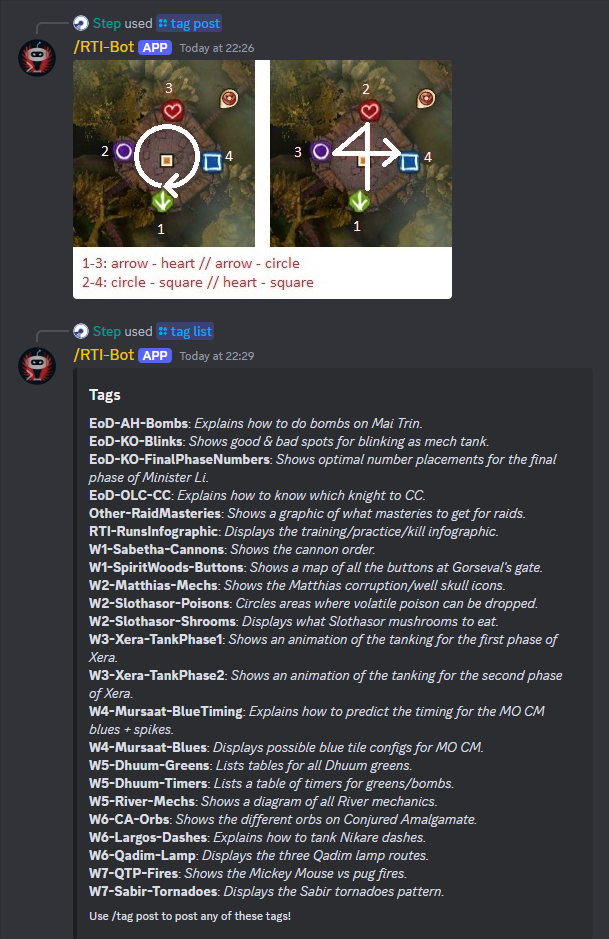 Step used tag post
/RTI-Bot APP Today at 22:26
3
2
4
1
2
3
4
1
1-3: arrow - heart // arrow - circle
2-4: circle - square // heart - square
Step used tag list
/RTI-Bot APP Today at 22:29
Tags
EoD-AH-Bombs: Explains how to do bombs on Mai Trin.
EoD-KO-Blinks: Shows good & bad spots for blinking as mech tank.
EoD-KO-FinalPhaseNumbers: Shows optimal number placements for the final
phase of Minister Li.
EoD-OLC-CC: Explains how to know which knight to CC.
Other-RaidMasteries: Shows a graphic of what masteries to get for raids.
RTI-RunsInfographic: Displays the training/practice/kill infographic.
W1-Sabetha-Cannons: Shows the cannon order.
W1-SpiritWoods-Buttons: Shows a map of all the buttons at Gorseval's gate.
W2-Matthias-Mechs: Shows the Matthias corruption/well skull icons.
W2-Slothasor-Poisons: Circles areas where volatile poison can be dropped.
W2-Slothasor-Shrooms: Displays what Slothasor mushrooms to eat.
W3-Xera-TankPhase1: Shows an animation of the tanking for the first phase of
Xera.
W3-Xera-TankPhase2: Shows an animation of the tanking for the second phase
of Xera.
W4-Mursaat-BlueTiming: Explains how to predict the timing for the MO CM
blues + spikes.
W4-Mursaat-Blues: Displays possible blue tile configs for MO CM.
W5-Dhuum-Greens: Lists tables for all Dhuum greens.
W5-Dhuum-Timers: Lists a table of timers for greens/bombs.
W5-River-Mechs: Shows a diagram of all River mechanics.
W6-CA-Orbs: Shows the different orbs on Conjured Amalgamate.
W6-Largos-Dashes: Explains how to tank Nikare dashes.
W6-Qadim-Lamp: Displays the three Qadim lamp routes.
W7-QTP-Fires: Shows the Mickey Mouse vs pug fires.
W7-Sabir-Tornadoes: Displays the Sabir tornadoes pattern.
Use /tag post to post any of these tags!